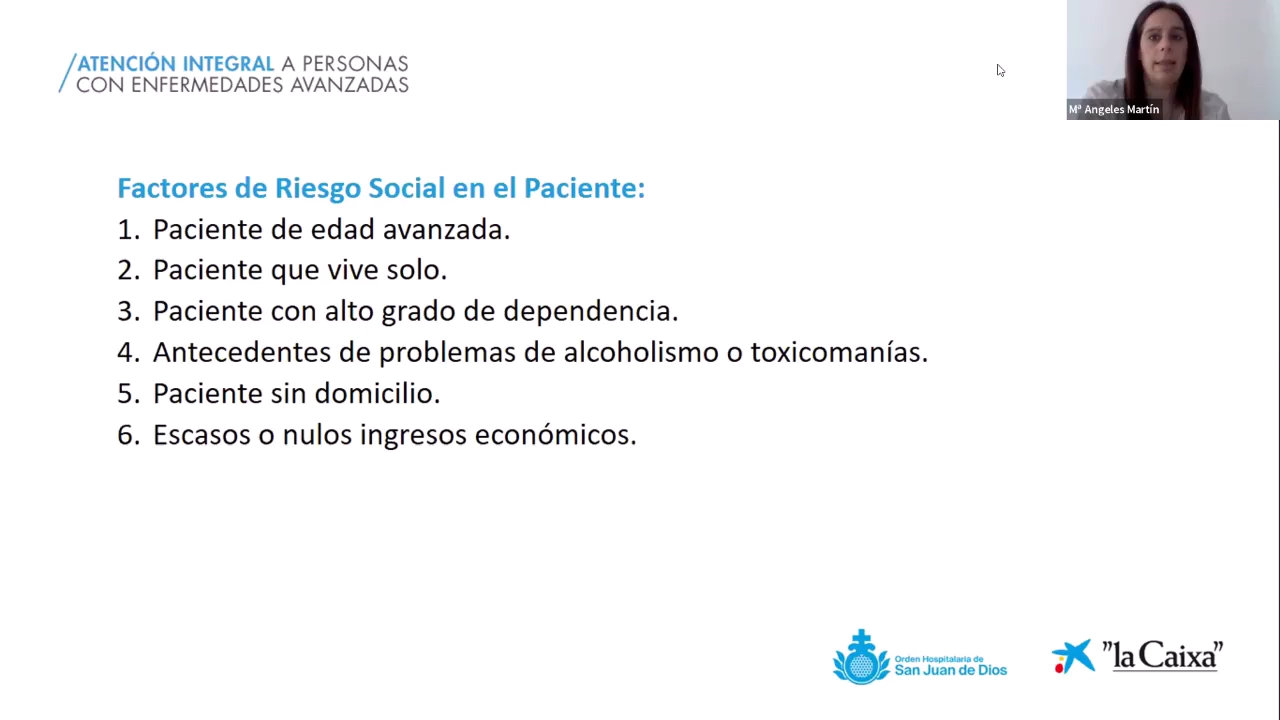 ATENCIÓN INTEGRAL A PERSONAS
CON ENFERMEDADES AVANZADAS
Mª Angeles Martín
Factores de Riesgo Social en el Paciente:
1. Paciente de edad avanzada.
2. Paciente que vive solo.
3. Paciente con alto grado de dependencia.
4. Antecedentes de problemas de alcoholismo o toxicomanías.
5. Paciente sin domicilio.
6. Escasos o nulos ingresos económicos.
Orden Hospitalaria de
San Juan de Dios
"la Caixa"